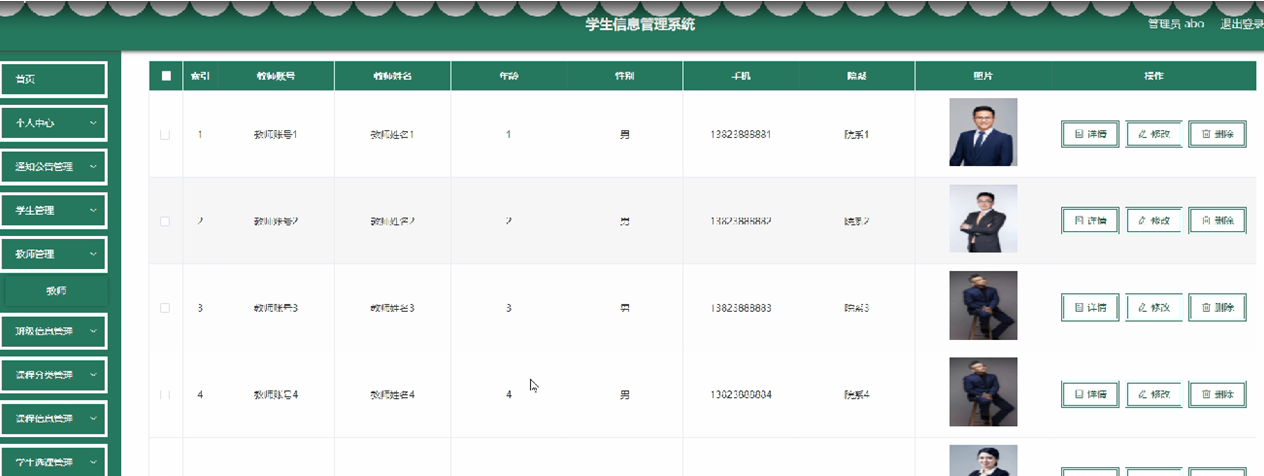 学生信息管理系统
管理员 abo 退出登录
首页
个人中心
通知公告管理
学生管理
教师管理
教师
班级信息管理
课程分类管理
课程信息管理
学生选课管理
索引 教师账号 教师姓名 年龄 性别 手机 院系 照片 操作
1 教师账号1 教师姓名1 1 男 13823888881 院系1 详情 修改 删除
2 教师账号2 教师姓名2 2 男 13823888882 院系2 详情 修改 删除
3 教师账号3 教师姓名3 3 男 13823888883 院系3 详情 修改 删除
4 教师账号4 教师姓名4 4 男 13823888884 院系4 详情 修改 删除